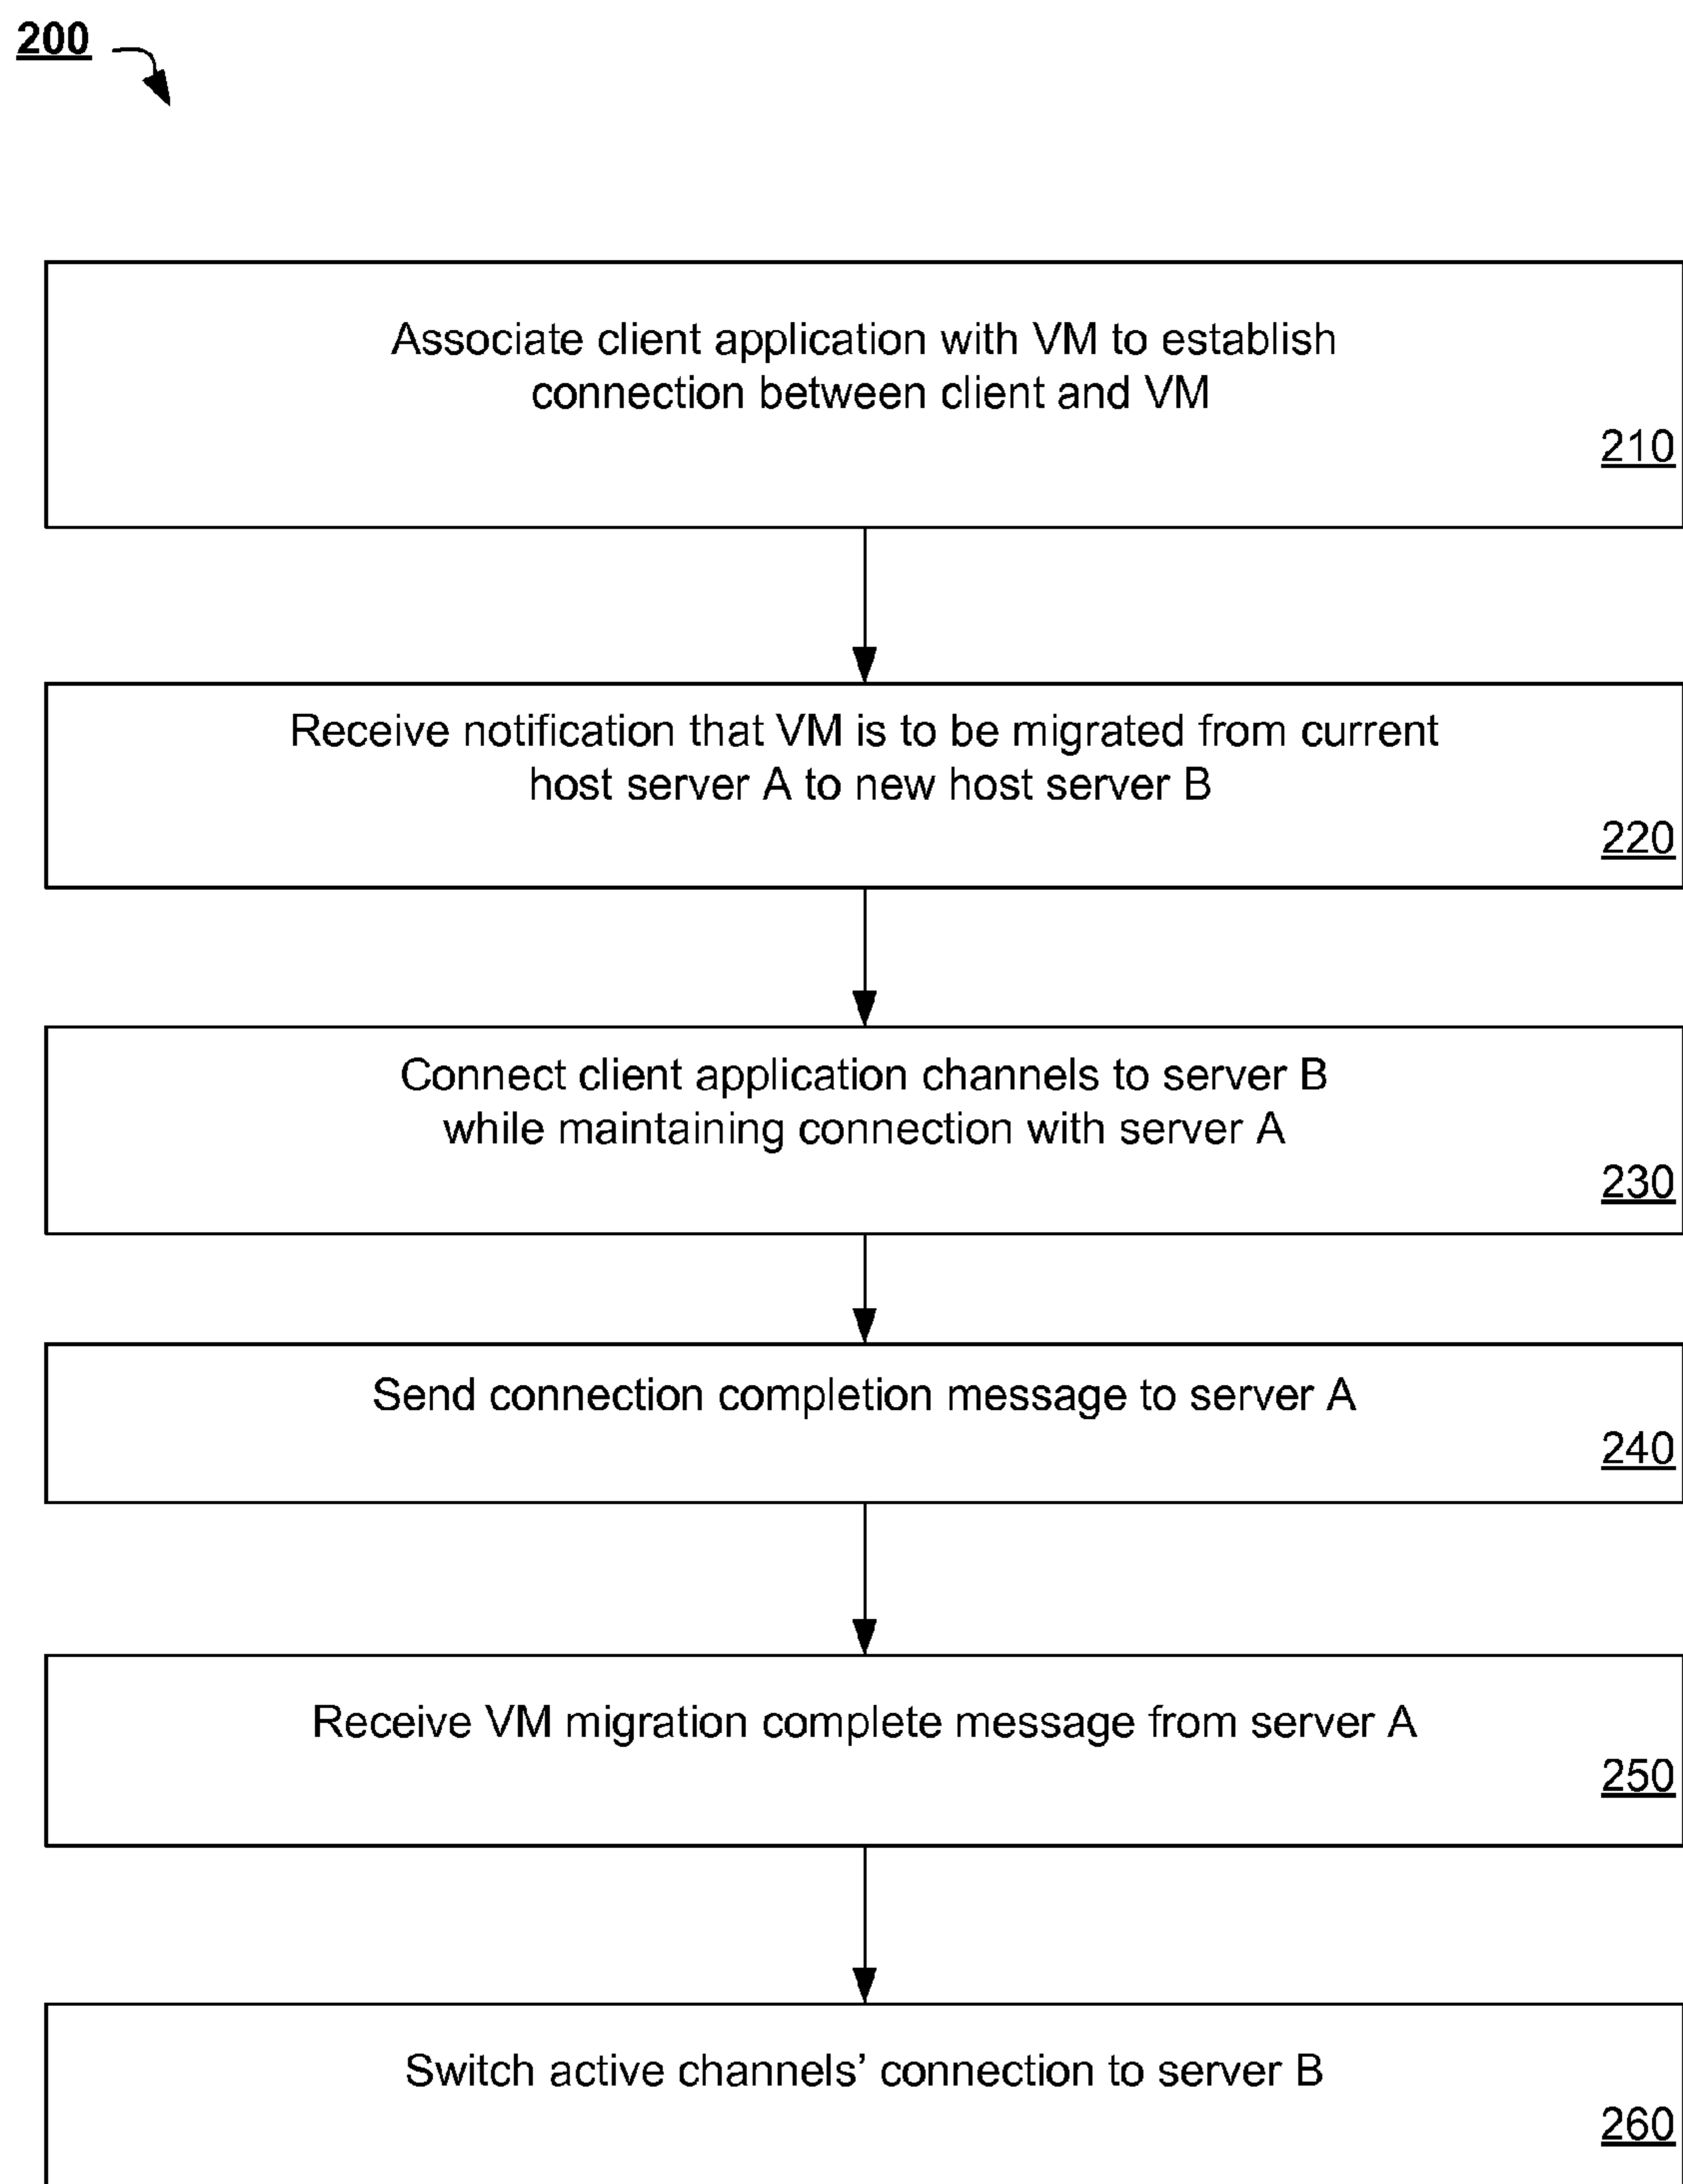 200
Associate client application with VM to establish
connection between client and VM
210
Receive notification that VM is to be migrated from current
host server A to new host server B
220
Connect client application channels to server B
while maintaining connection with server A
230
Send connection completion message to server A
240
Receive VM migration complete message from server A
250
Switch active channels’ connection to server B
260